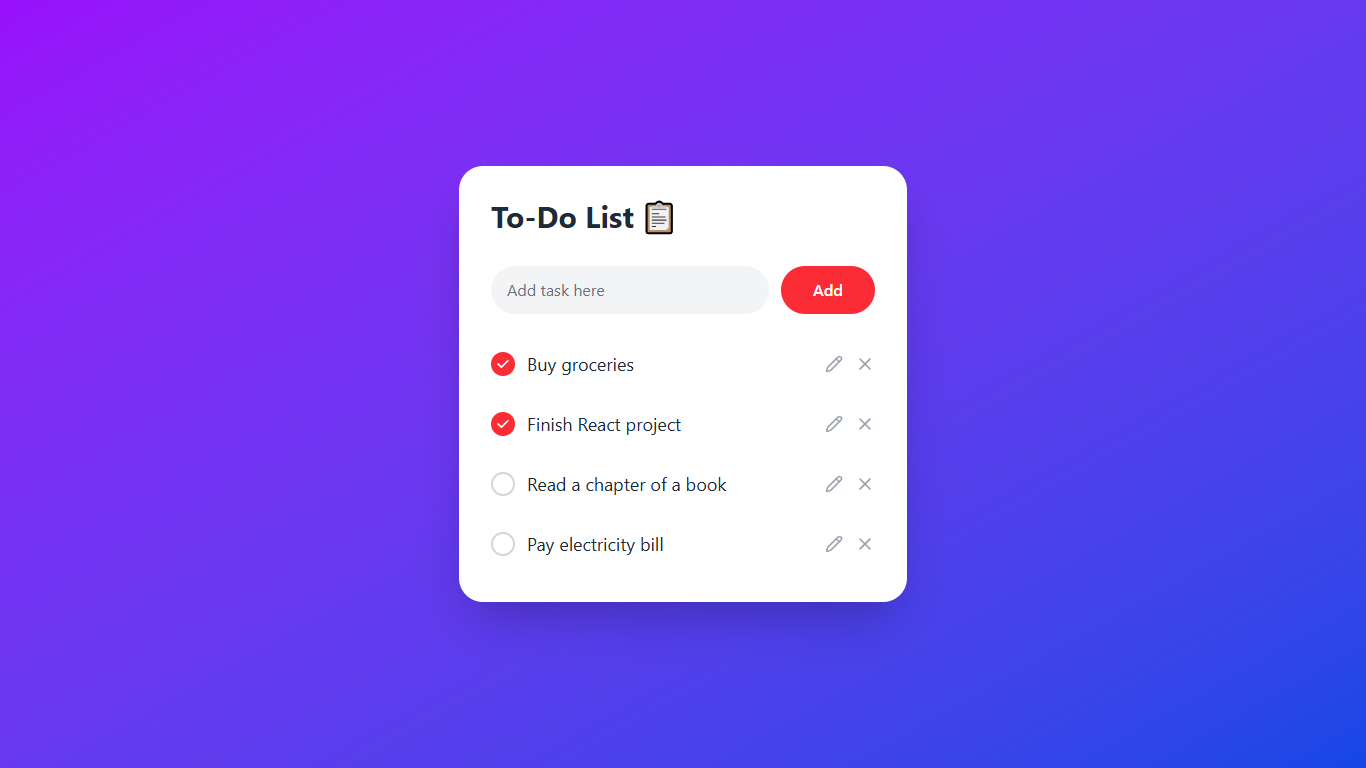 To-Do List 📋
Add task here
Add
Buy groceries
Finish React project
Read a chapter of a book
Pay electricity bill